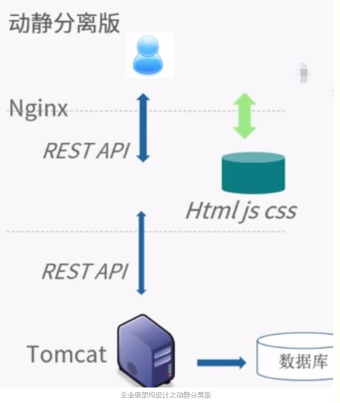 动静分离版
Nginx
REST API
Html js css
REST API
Tomcat
数据库
企业级架构设计之动静分离版